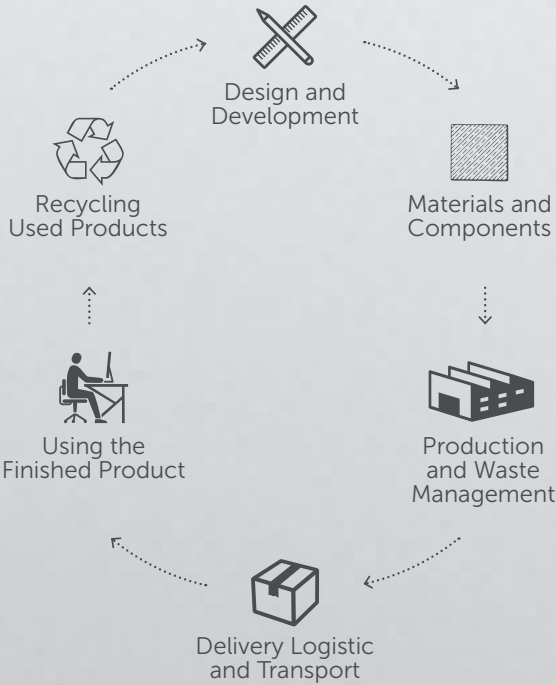 Design and
Development
Materials and
Components
Production
and Waste
Management
Delivery Logistic
and Transport
Using the
Finished Product
Recycling
Used Products